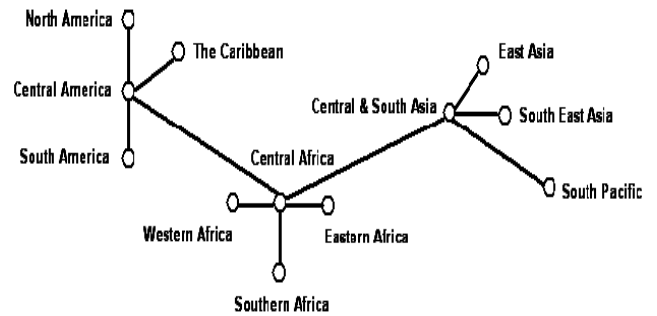 North America
The Caribbean
East Asia
Central America
Central & South Asia
South East Asia
South America
Central Africa
South Pacific
Western Africa
Eastern Africa
Southern Africa